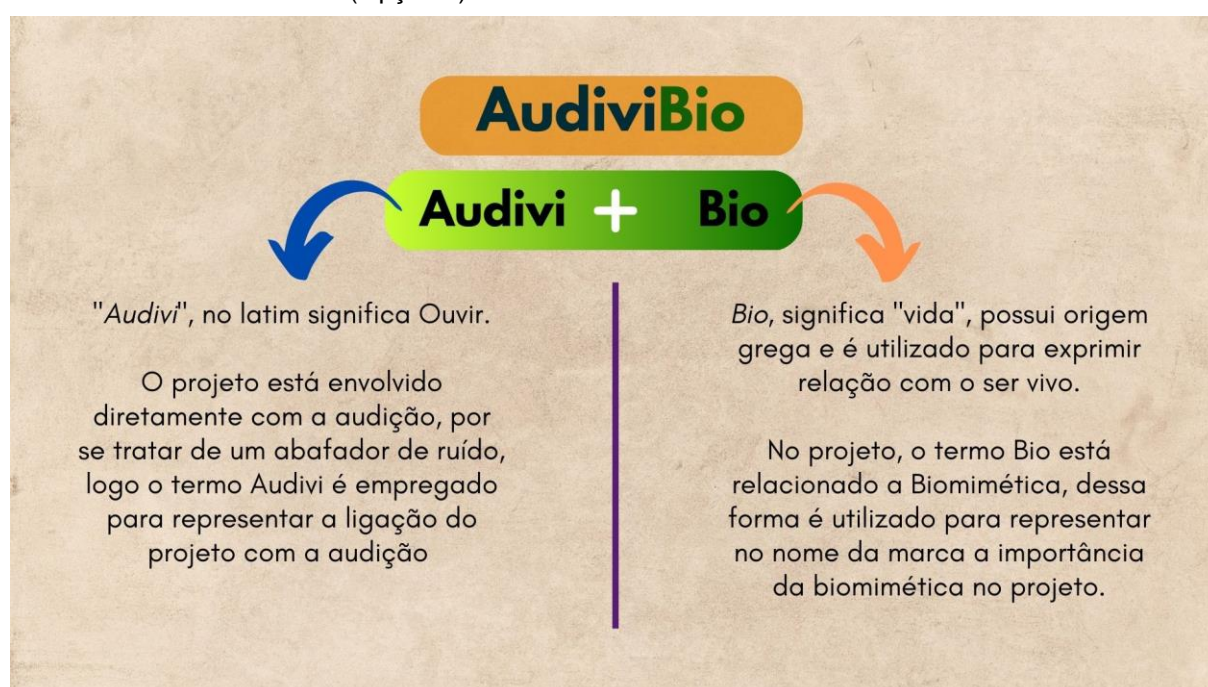 AudiviBio
Audivi + Bio
"Audivi", no latim significa Ouvir.
O projeto está envolvido
diretamente com a audição, por
se tratar de um abafador de ruído,
logo o termo Audivi é empregado
para representar a ligação do
projeto com a audição
Bio, significa "vida", possui origem
grega e é utilizado para exprimir
relação com o ser vivo.
No projeto, o termo Bio está
relacionado a Biomimética, dessa
forma é utilizado para representar
no nome da marca a importância
da biomimética no projeto.